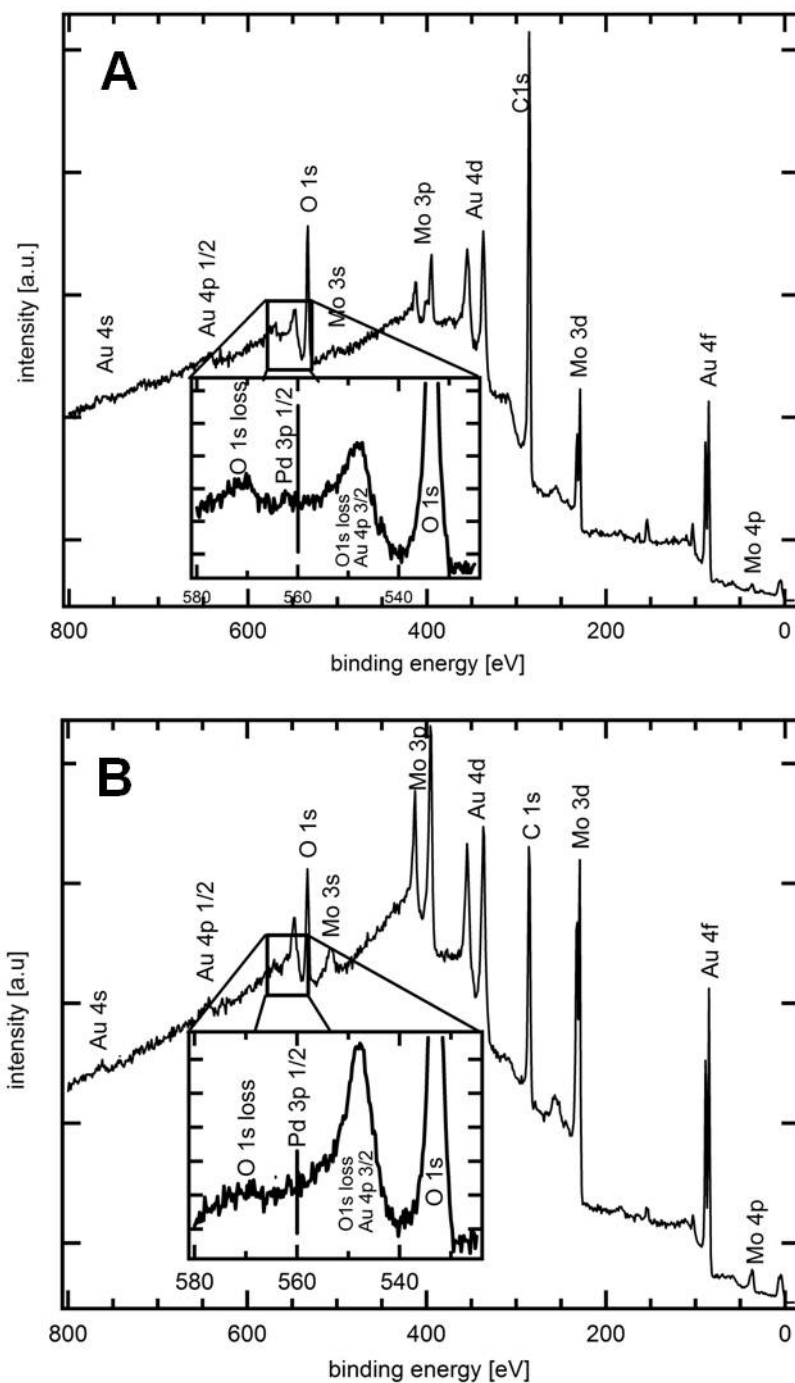 A
intensity [a.u.]
Au 4s
Au 4p 1/2
O 1s
Mo 3s
Mo 3p
Au 4d
C1s
Mo 3d
Au 4f
Mo 4p
O 1s loss
Pd 3p 1/2
O1s loss
Au 4p 3/2
O 1s
580
560
540
800
600
400
200
0
binding energy [eV]
B
intensity [a.u]
Au 4s
Au 4p 1/2
O 1s
Mo 3s
Mo 3p
Au 4d
C 1s
Mo 3d
Au 4f
Mo 4p
O 1s loss
Pd 3p 1/2
O1s loss
Au 4p 3/2
O 1s
580
560
540
800
600
400
200
0
binding energy [eV]